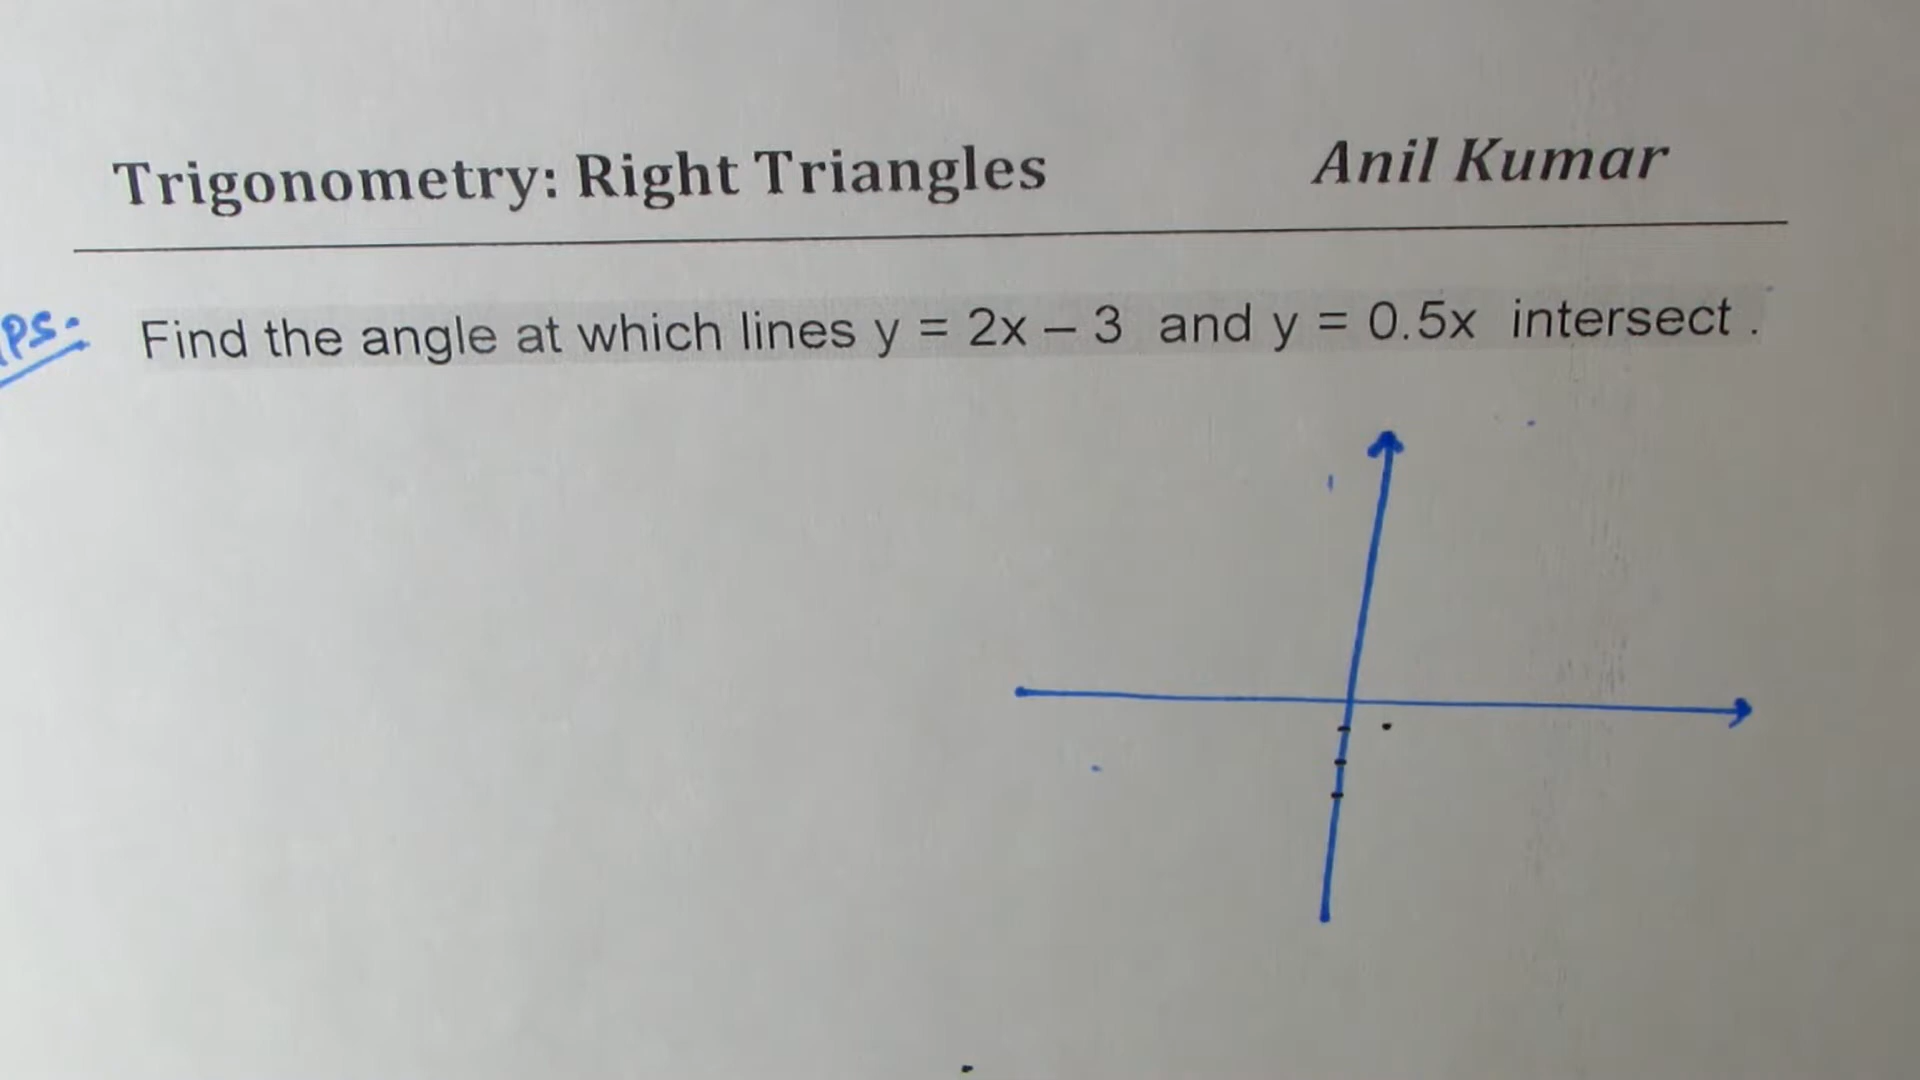 Trigonometry: Right Triangles Anil Kumar
PS. Find the angle at which lines y = 2x – 3 and y = 0.5x intersect .